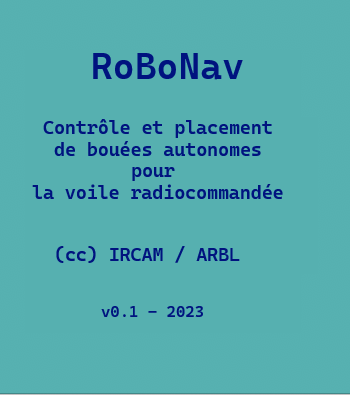 RoBoNav
Contrôle et placement
de bouées autonomes
pour
la voile radiocommandée
(cc) IRCAM / ARBL
v0.1 - 2023